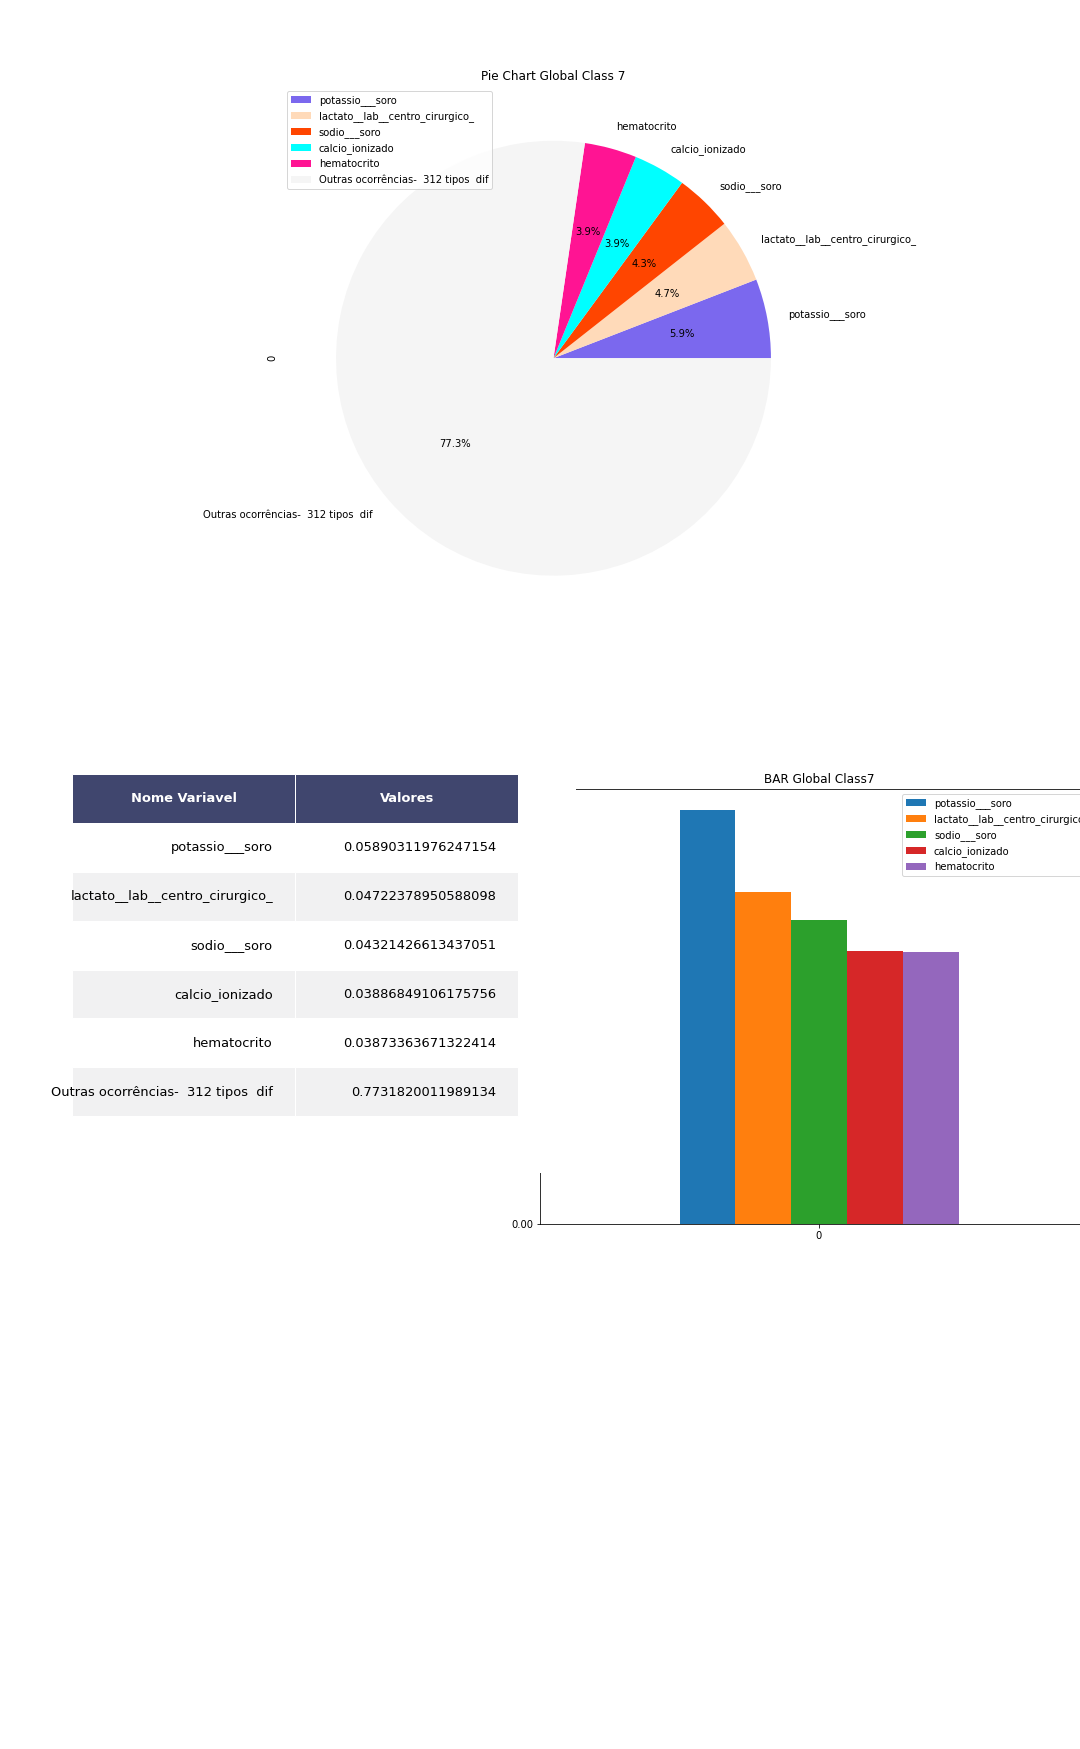 Pie Chart Global Class 7
potassio___soro
lactato__lab__centro_cirurgico_
sodio___soro
calcio_ionizado
hematocrito
Outras ocorrências-  312 tipos  dif
hematocrito
calcio_ionizado
sodio___soro
lactato__lab__centro_cirurgico_
potassio___soro
3.9%
3.9%
4.3%
4.7%
5.9%
0
77.3%
Outras ocorrências-  312 tipos  dif
Nome Variavel Valores
potassio___soro 0.05890311976247154
lactato__lab__centro_cirurgico_ 0.04722378950588098
sodio___soro 0.04321426613437051
calcio_ionizado 0.03886849106175756
hematocrito 0.03873363671322414
Outras ocorrências-  312 tipos  dif 0.7731820011989134
BAR Global Class7
potassio___soro
lactato__lab__centro_cirurgico
sodio___soro
calcio_ionizado
hematocrito
0.00
0